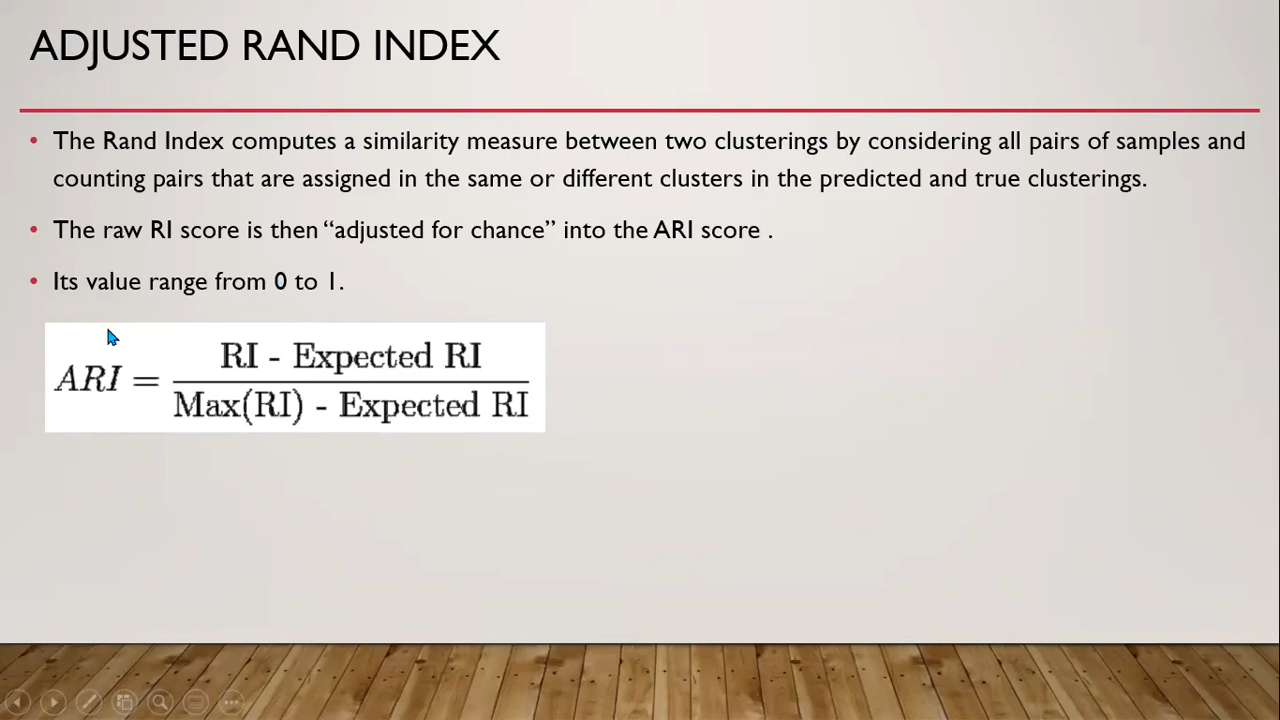 ADJUSTED RAND INDEX
• The Rand Index computes a similarity measure between two clusterings by considering all pairs of samples and
counting pairs that are assigned in the same or different clusters in the predicted and true clusterings.
• The raw RI score is then “adjusted for chance” into the ARI score .
• Its value range from 0 to 1.
ARI = RI - Expected RI / Max(RI) - Expected RI